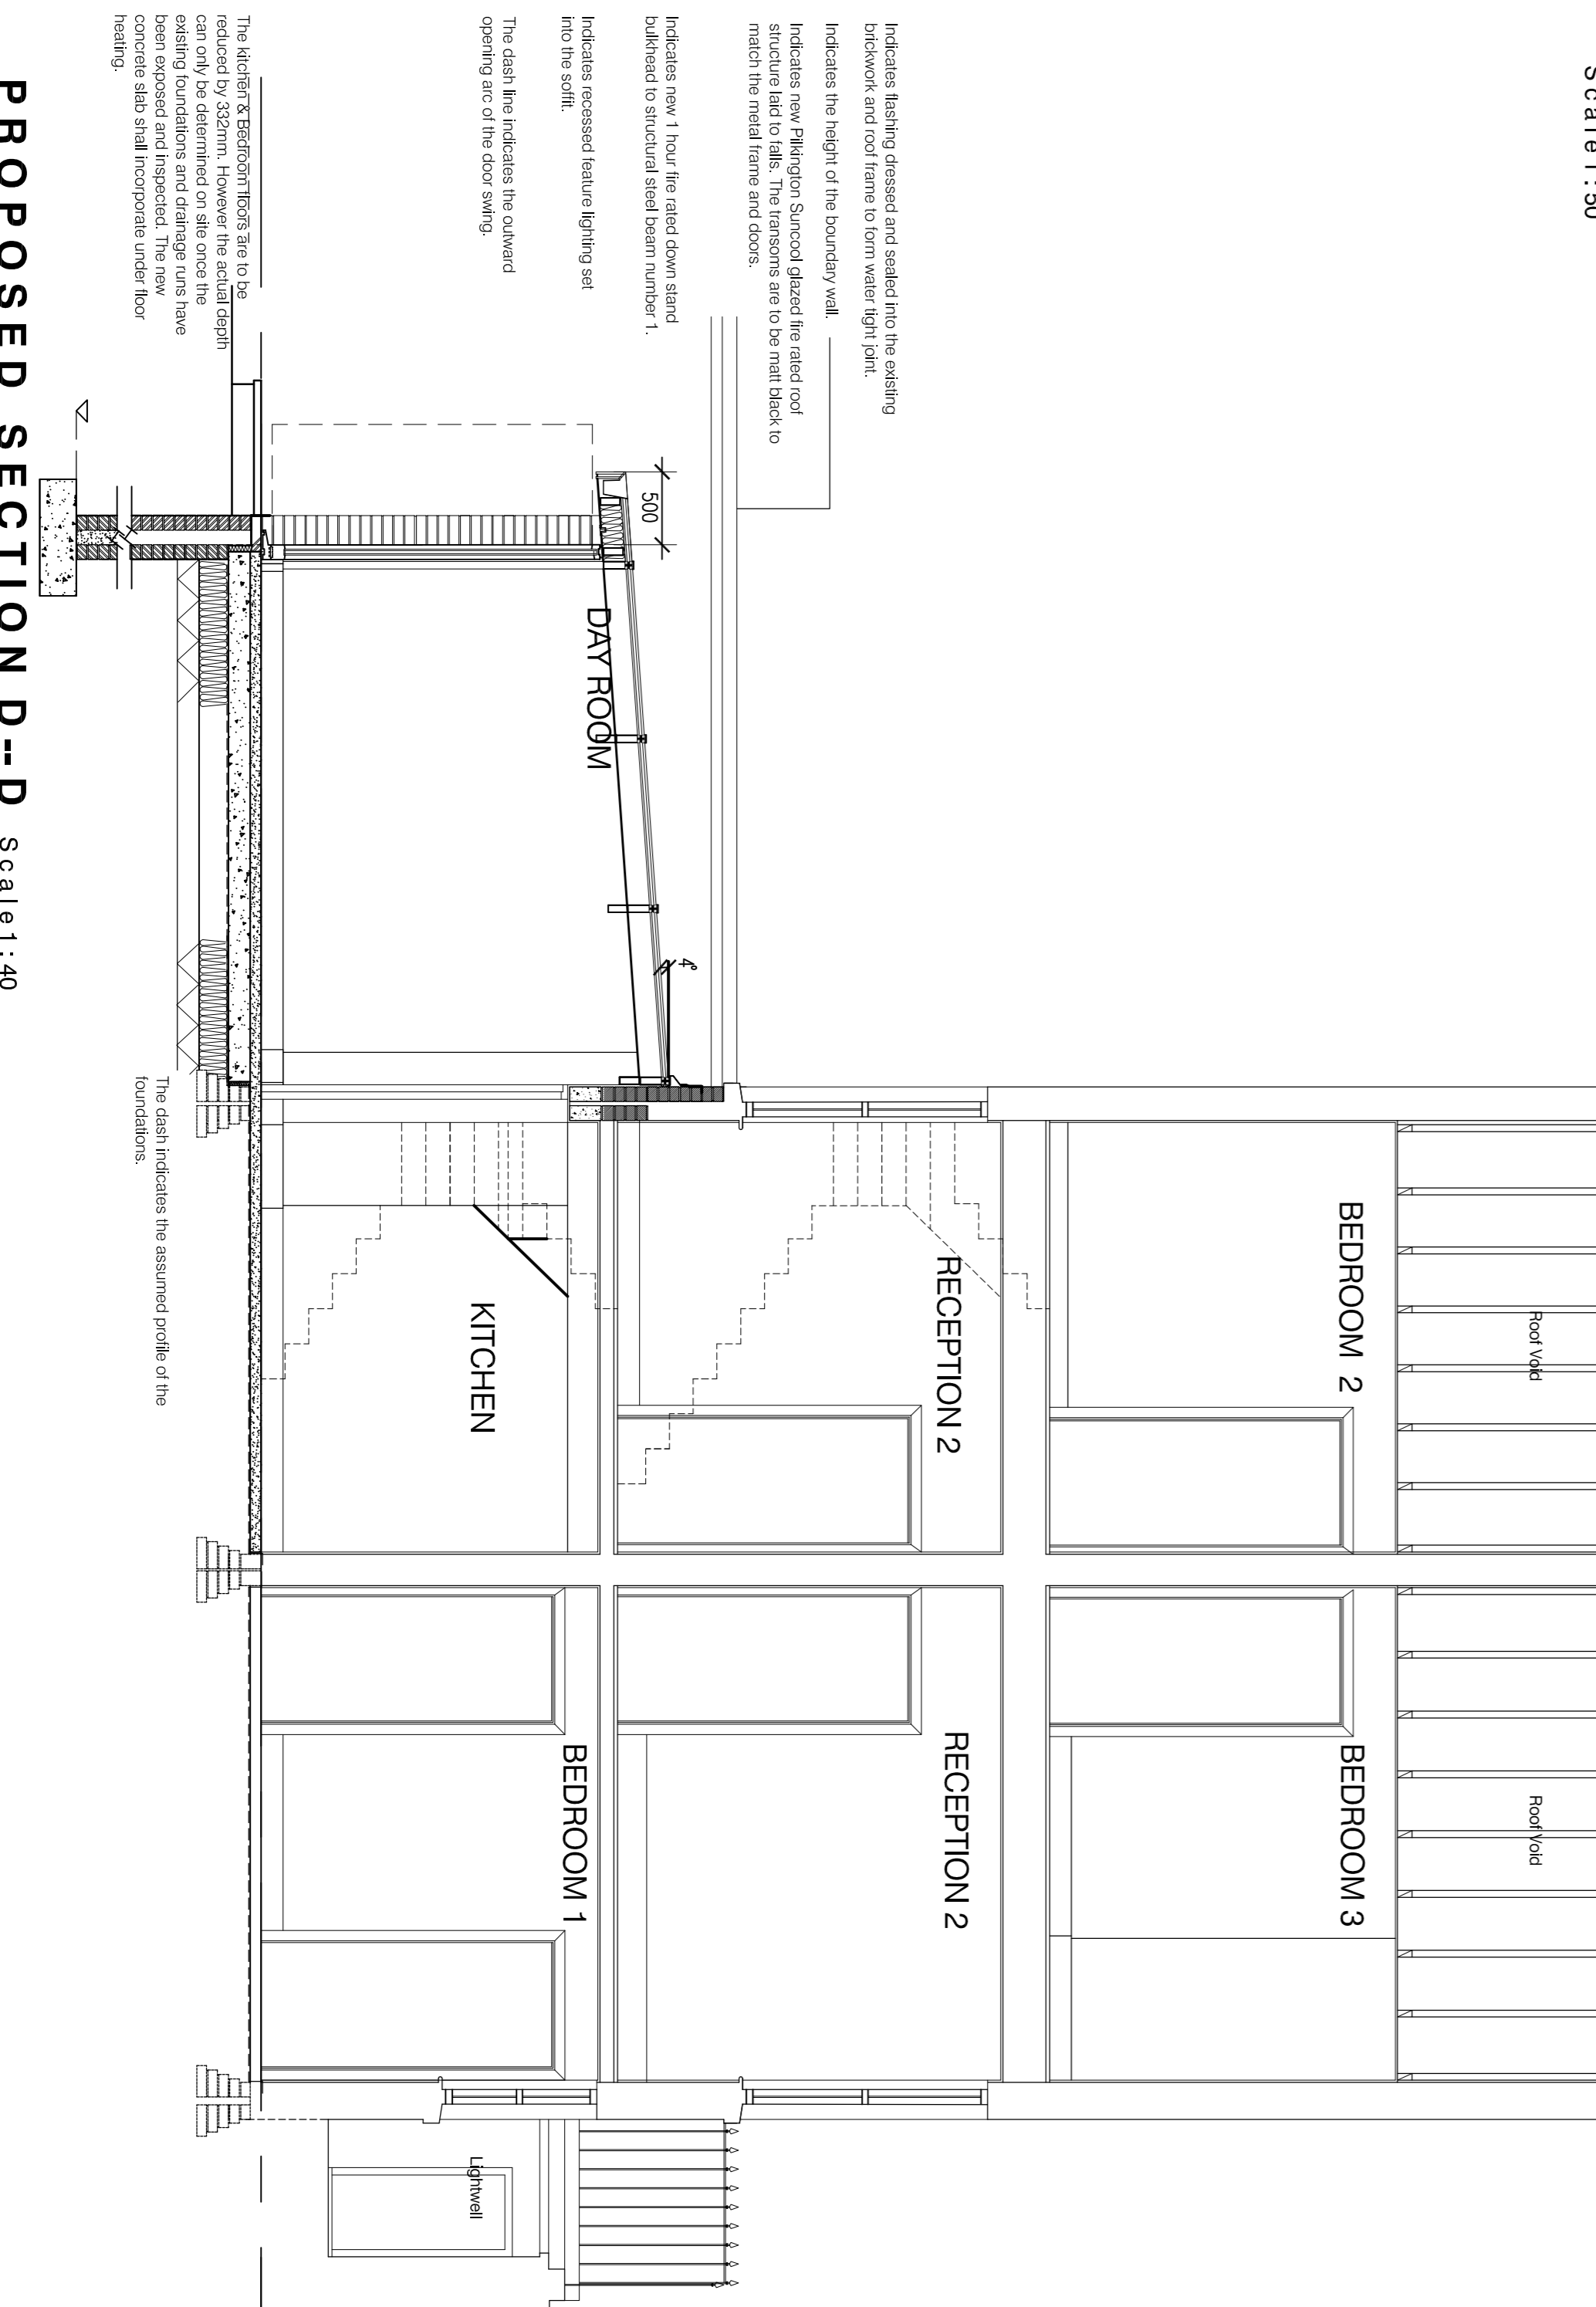 Scale1:50
Indicates flashing dressed and sealed into the existing
brickwork and roof frame to form water tight joint.
Indicates the height of the boundary wall.
Indicates new Pilkington Suncool glazed fire rated roof
structure laid to falls. The transoms are to be matt black to
match the metal frame and doors.
Indicates new 1 hour fire rated down stand
bulkhead to structural steel beam number 1.
Indicates recessed feature lighting set
into the soffit.
The dash line indicates the outward
opening arc of the door swing.
The kitchen & Bedroom floors are to be
reduced by 332mm. However the actual depth
can only be determined on site once the
existing foundations and drainage runs have
been exposed and inspected. The new
concrete slab shall incorporate under floor
heating.
500
DAY ROOM
4°
Roof Void
Roof Void
BEDROOM 2
BEDROOM 3
RECEPTION 2
RECEPTION 2
KITCHEN
BEDROOM 1
Lightwell
The dash indicates the assumed profile of the
foundations.
PROPOSED SECTION D--D Scale1:40